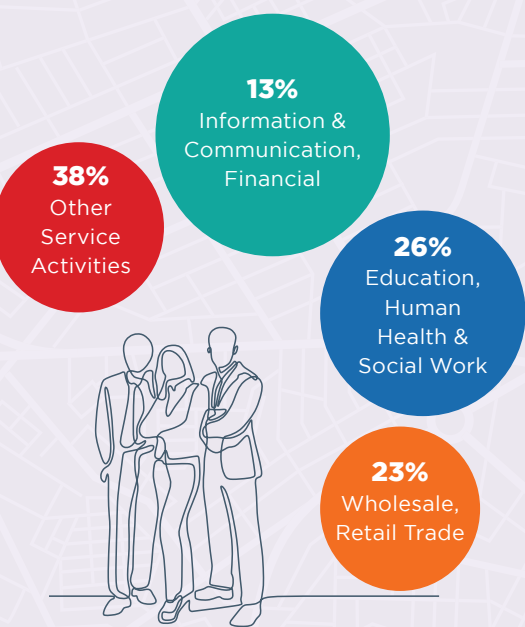 13%
Information &
Communication,
Financial
38%
Other
Service
Activities
26%
Education,
Human
Health &
Social Work
23%
Wholesale,
Retail Trade